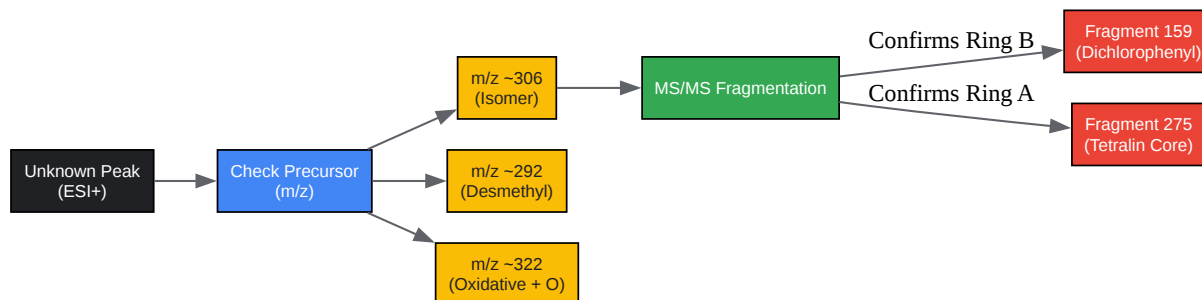 Unknown Peak
(ESI+)
Check Precursor
(m/z)
m/z ~306
(Isomer)
m/z ~292
(Desmethyl)
m/z ~322
(Oxidative + O)
MS/MS Fragmentation
Confirms Ring B
Confirms Ring A
Fragment 159
(Dichlorophenyl)
Fragment 275
(Tetralin Core)